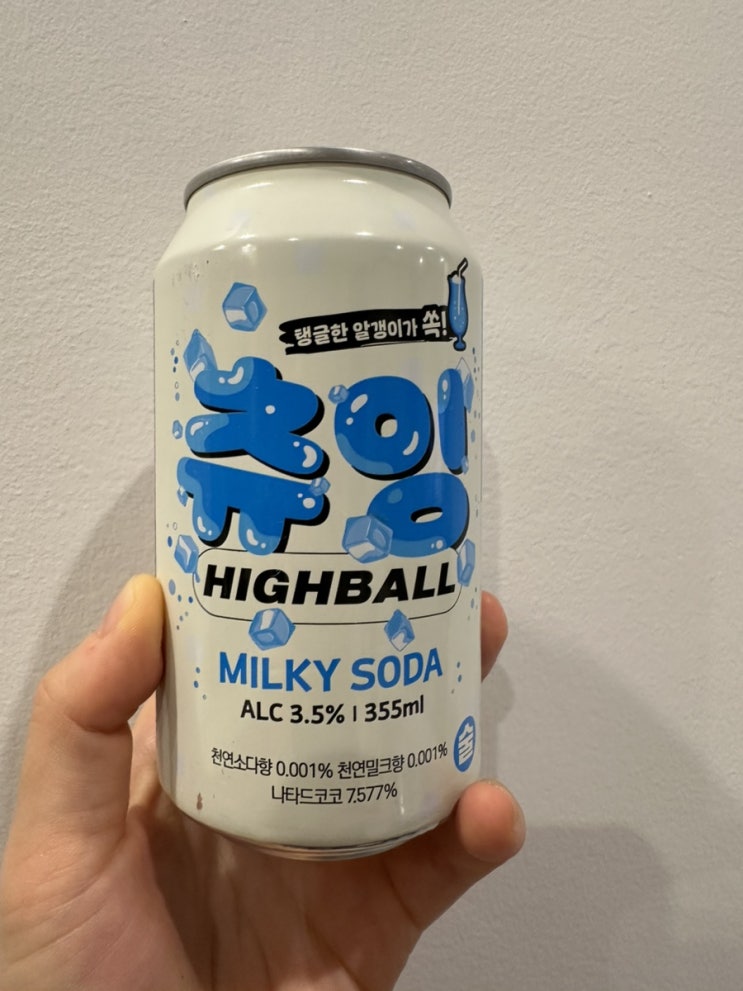 탱글한 알갱이가 쏙!
츄잉
HIGHBALL
MILKY SODA
ALC 3.5% | 355ml
천연소다향 0.001% 천연밀크향 0.001%
나타드코코 7.577%
술